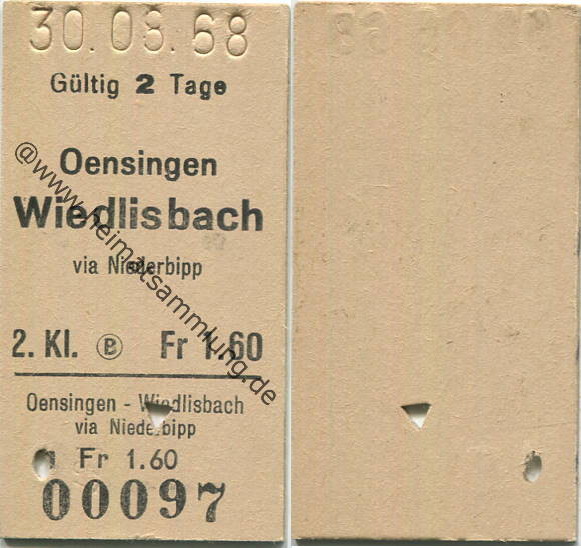 30.08.68
Gültig 2 Tage
Oensingen
Wiedlisbach
via Niederbipp
2. Kl. Ⓑ Fr 1.60
Oensingen - Wiedlisbach
via Niederbipp
Fr 1.60
00097
@www.heimatsammlung.de